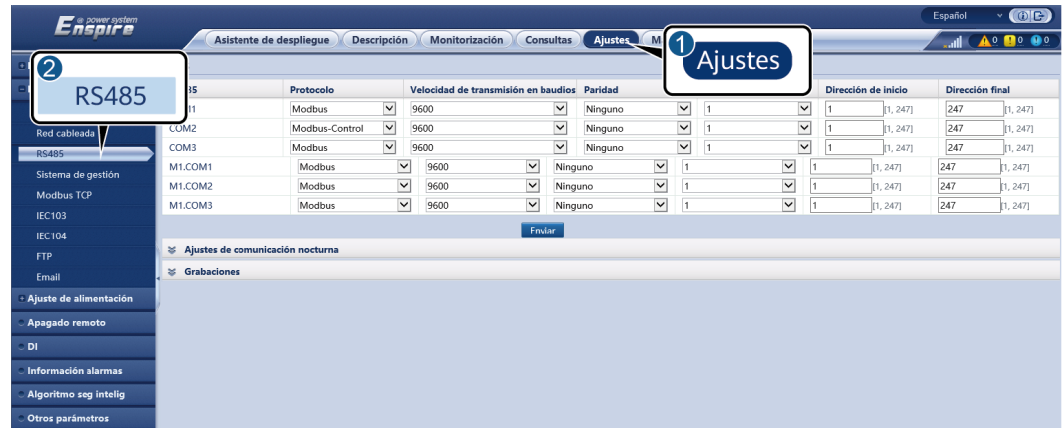 e power system
Enspire
Español
Asistente de despliegue Descripción Monitorización Consultas Ajustes M
0 0 0
1
Ajustes
2
RS485
Protocolo Velocidad de transmisión en baudios Paridad Dirección de inicio Dirección final
Modbus 9600 Ninguno 1 1 [1, 247] 247 [1, 247]
Red cableada
COM2 Modbus-Control 9600 Ninguno 1 1 [1, 247] 247 [1, 247]
COM3 Modbus 9600 Ninguno 1 1 [1, 247] 247 [1, 247]
RS485
M1.COM1 Modbus 9600 Ninguno 1 1 [1, 247] 247 [1, 247]
Sistema de gestión
M1.COM2 Modbus 9600 Ninguno 1 1 [1, 247] 247 [1, 247]
Modbus TCP
M1.COM3 Modbus 9600 Ninguno 1 1 [1, 247] 247 [1, 247]
IEC103
Enviar
IEC104
Ajustes de comunicación nocturna
FTP
Grabaciones
Email
Ajuste de alimentación
Apagado remoto
DI
Información alarmas
Algoritmo seg intelig
Otros parámetros